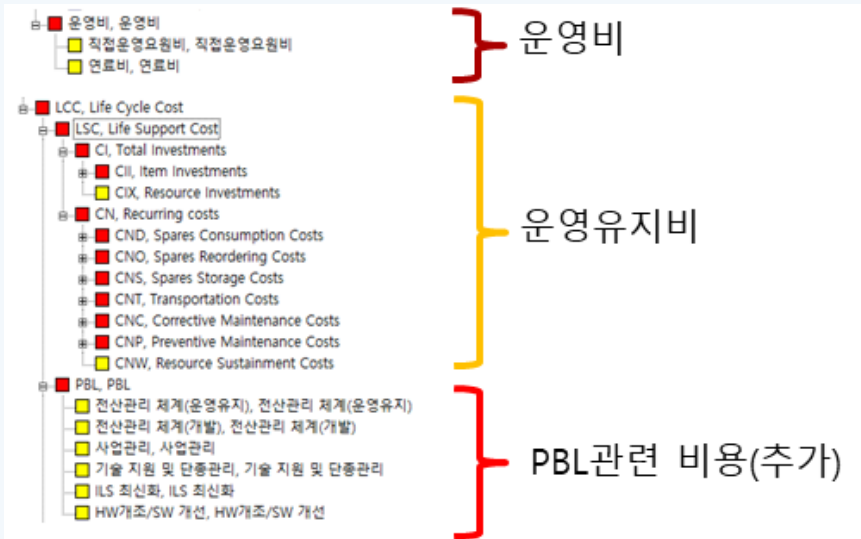 운영비, 운영비
직접운영요원비, 직접운영요원비
연료비, 연료비
운영비
LCC, Life Cycle Cost
LSC, Life Support Cost
CI, Total Investments
CII, Item Investments
CIX, Resource Investments
CN, Recurring costs
CND, Spares Consumption Costs
CNO, Spares Reordering Costs
CNS, Spares Storage Costs
CNT, Transportation Costs
CNC, Corrective Maintenance Costs
CNP, Preventive Maintenance Costs
CNW, Resource Sustainment Costs
운영유지비
PBL, PBL
전산관리 체계(운영유지), 전산관리 체계(운영유지)
전산관리 체계(개발), 전산관리 체계(개발)
사업관리, 사업관리
기술 지원 및 단종관리, 기술 지원 및 단종관리
ILS 최신화, ILS 최신화
HW개조/SW 개선, HW개조/SW 개선
PBL관련 비용(추가)